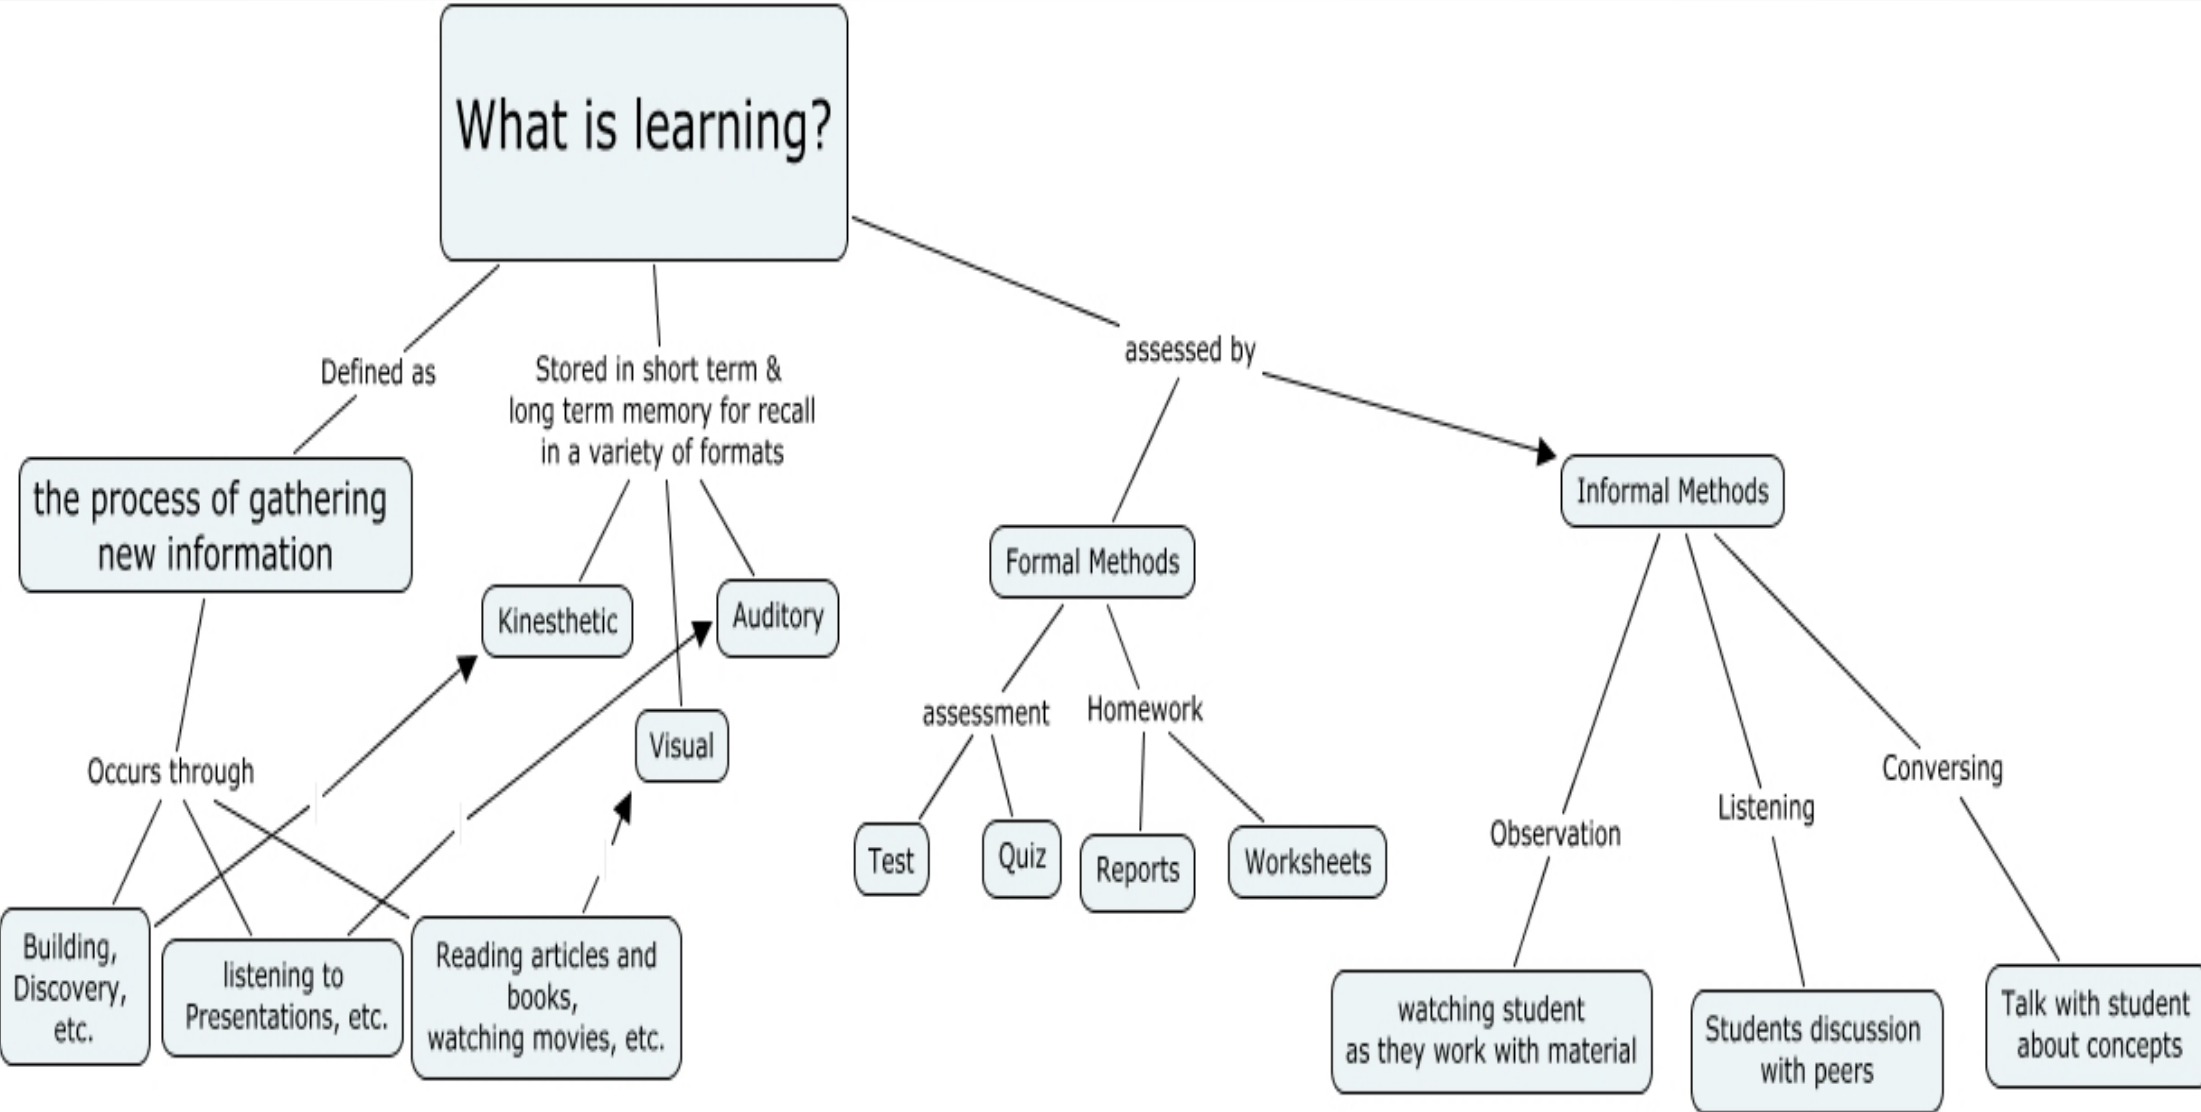 What is learning?
Defined as
Stored in short term &
long term memory for recall
in a variety of formats
assessed by
the process of gathering
new information
Informal Methods
Formal Methods
Kinesthetic
Auditory
Visual
assessment
Homework
Occurs through
Conversing
Listening
Observation
Test
Quiz
Reports
Worksheets
Building,
Discovery,
etc.
listening to
Presentations, etc.
Reading articles and
books,
watching movies, etc.
watching student
as they work with material
Students discussion
with peers
Talk with student
about concepts